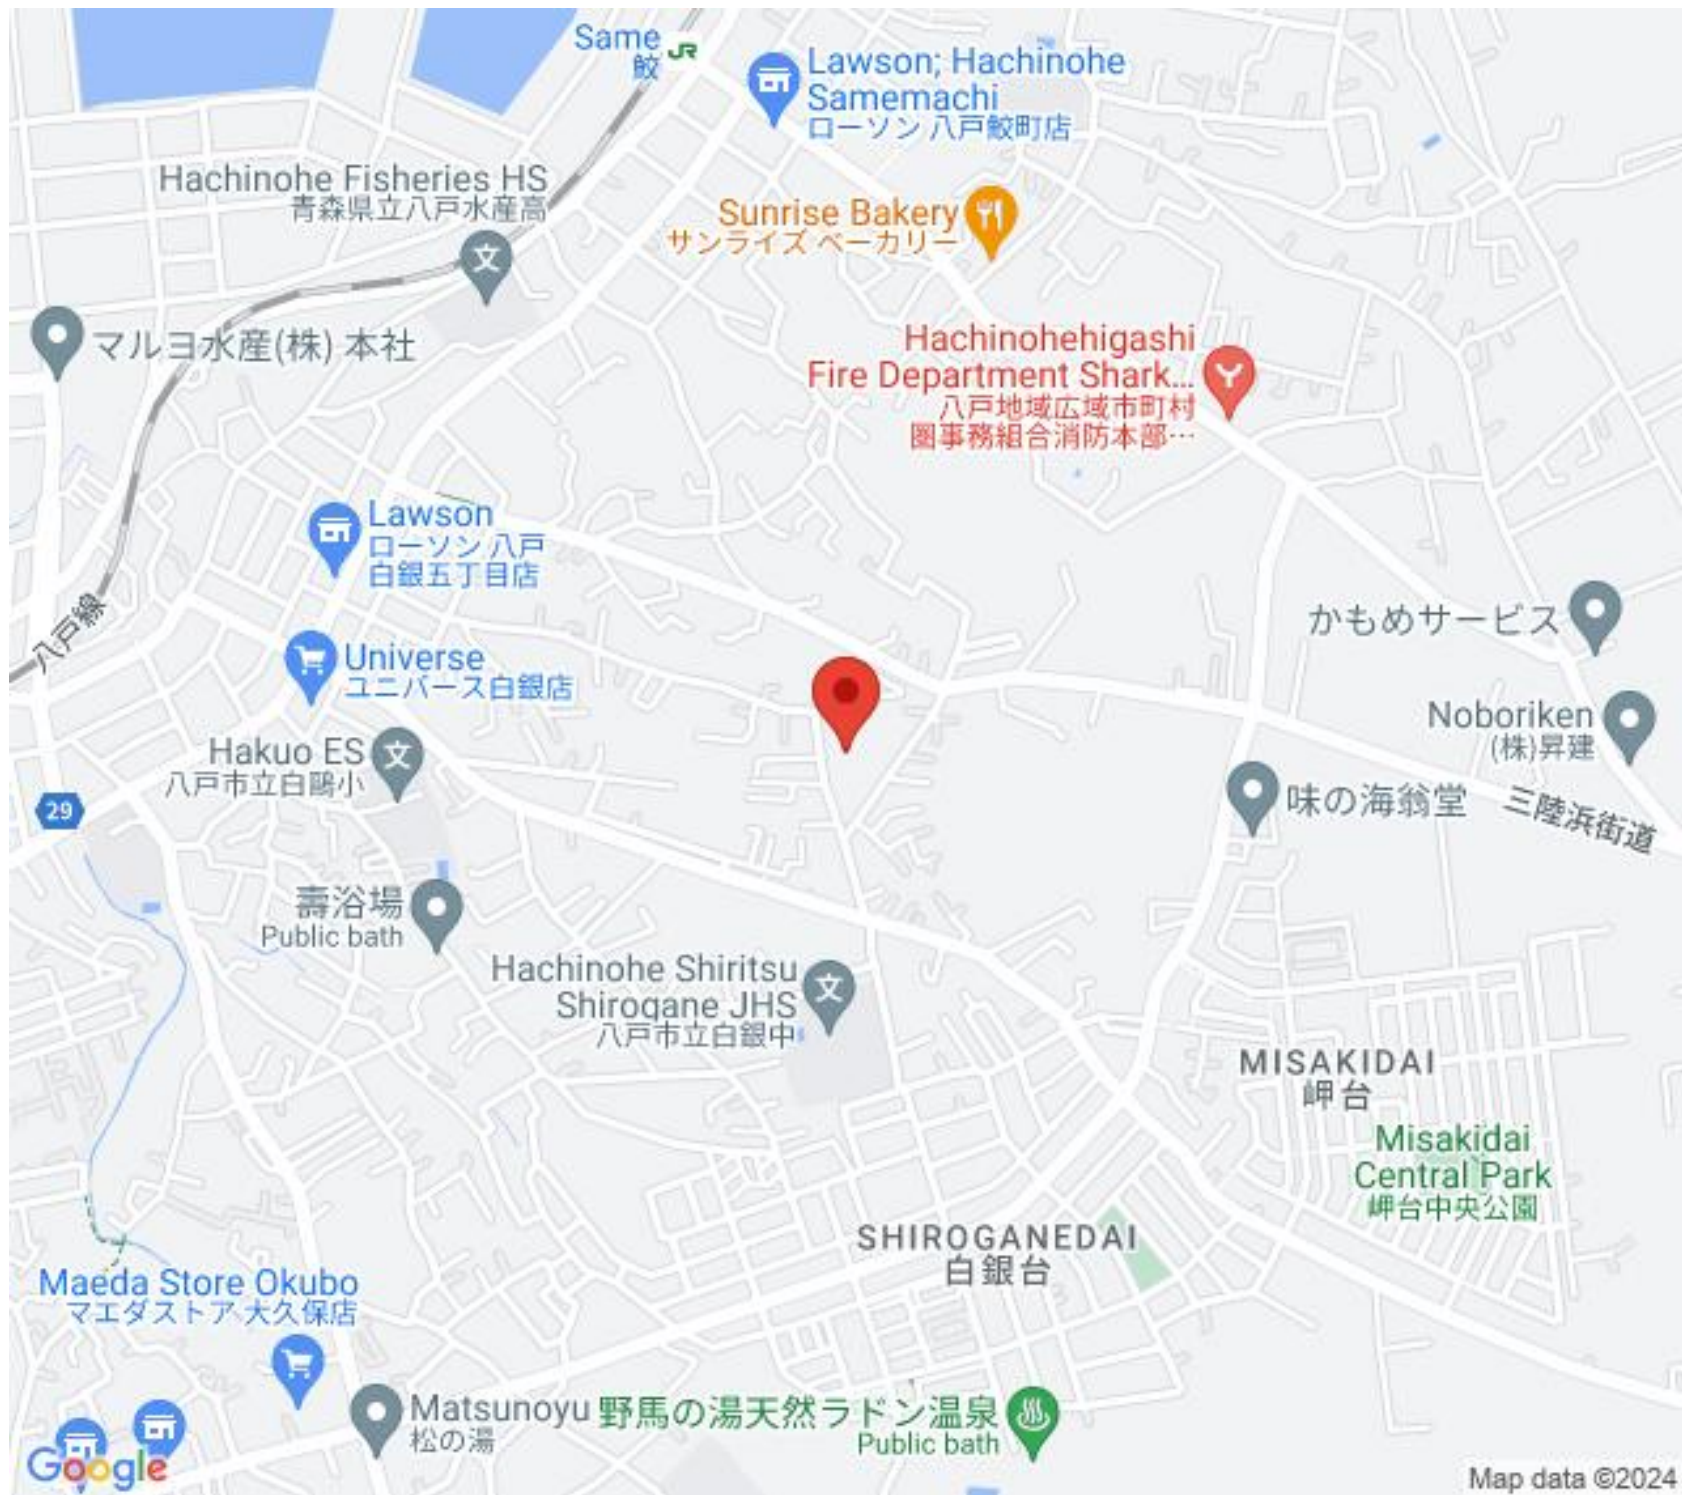 Same
鮫
JR
Lawson; Hachinohe
Samemachi
ローソン 八戸鮫町店
Hachinohe Fisheries HS
青森県立八戸水産高
文
Sunrise Bakery
サンライズ ベーカリー
マルヨ水産(株) 本社
Hachinohehigashi
Fire Department Shark...
八戸地域広域市町村
圏事務組合消防本部…
Lawson
ローソン 八戸
白銀五丁目店
八戸線
かもめサービス
Universe
ユニバース白銀店
Noboriken
(株)昇建
Hakuo ES
八戸市立白鷗小
文
29
味の海翁堂
三陸浜街道
壽浴場
Public bath
Hachinohe Shiritsu
Shirogane JHS
八戸市立白銀中
文
MISAKIDAI
岬台
Misakidai
Central Park
岬台中央公園
SHIROGANEDAI
白銀台
Maeda Store Okubo
マエダストア 大久保店
Matsunoyu
松の湯
野馬の湯天然ラドン温泉
Public bath
Google
Map data ©2024